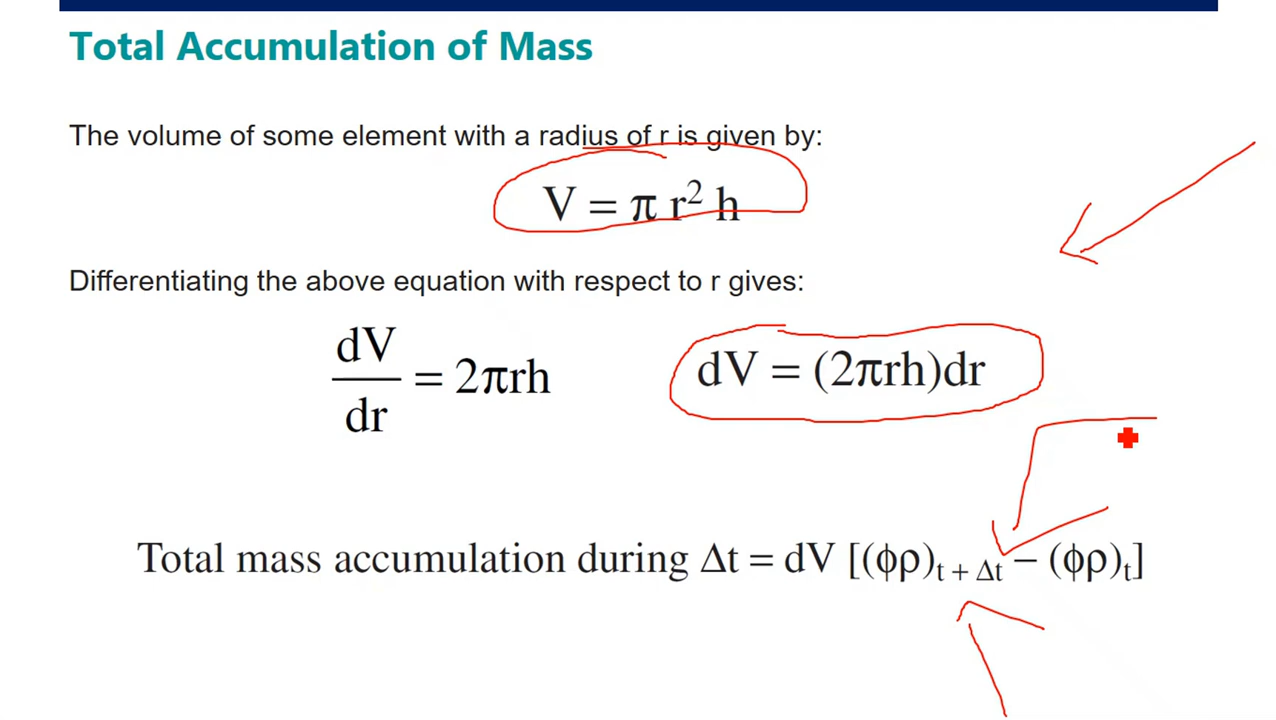 Total Accumulation of Mass
The volume of some element with a radius of r is given by:
V = π r² h
Differentiating the above equation with respect to r gives:
dV/dr = 2πrh dV = (2πrh)dr
Total mass accumulation during Δt = dV [(ϕρ)ₜ ₊ Δt − (ϕρ)ₜ]